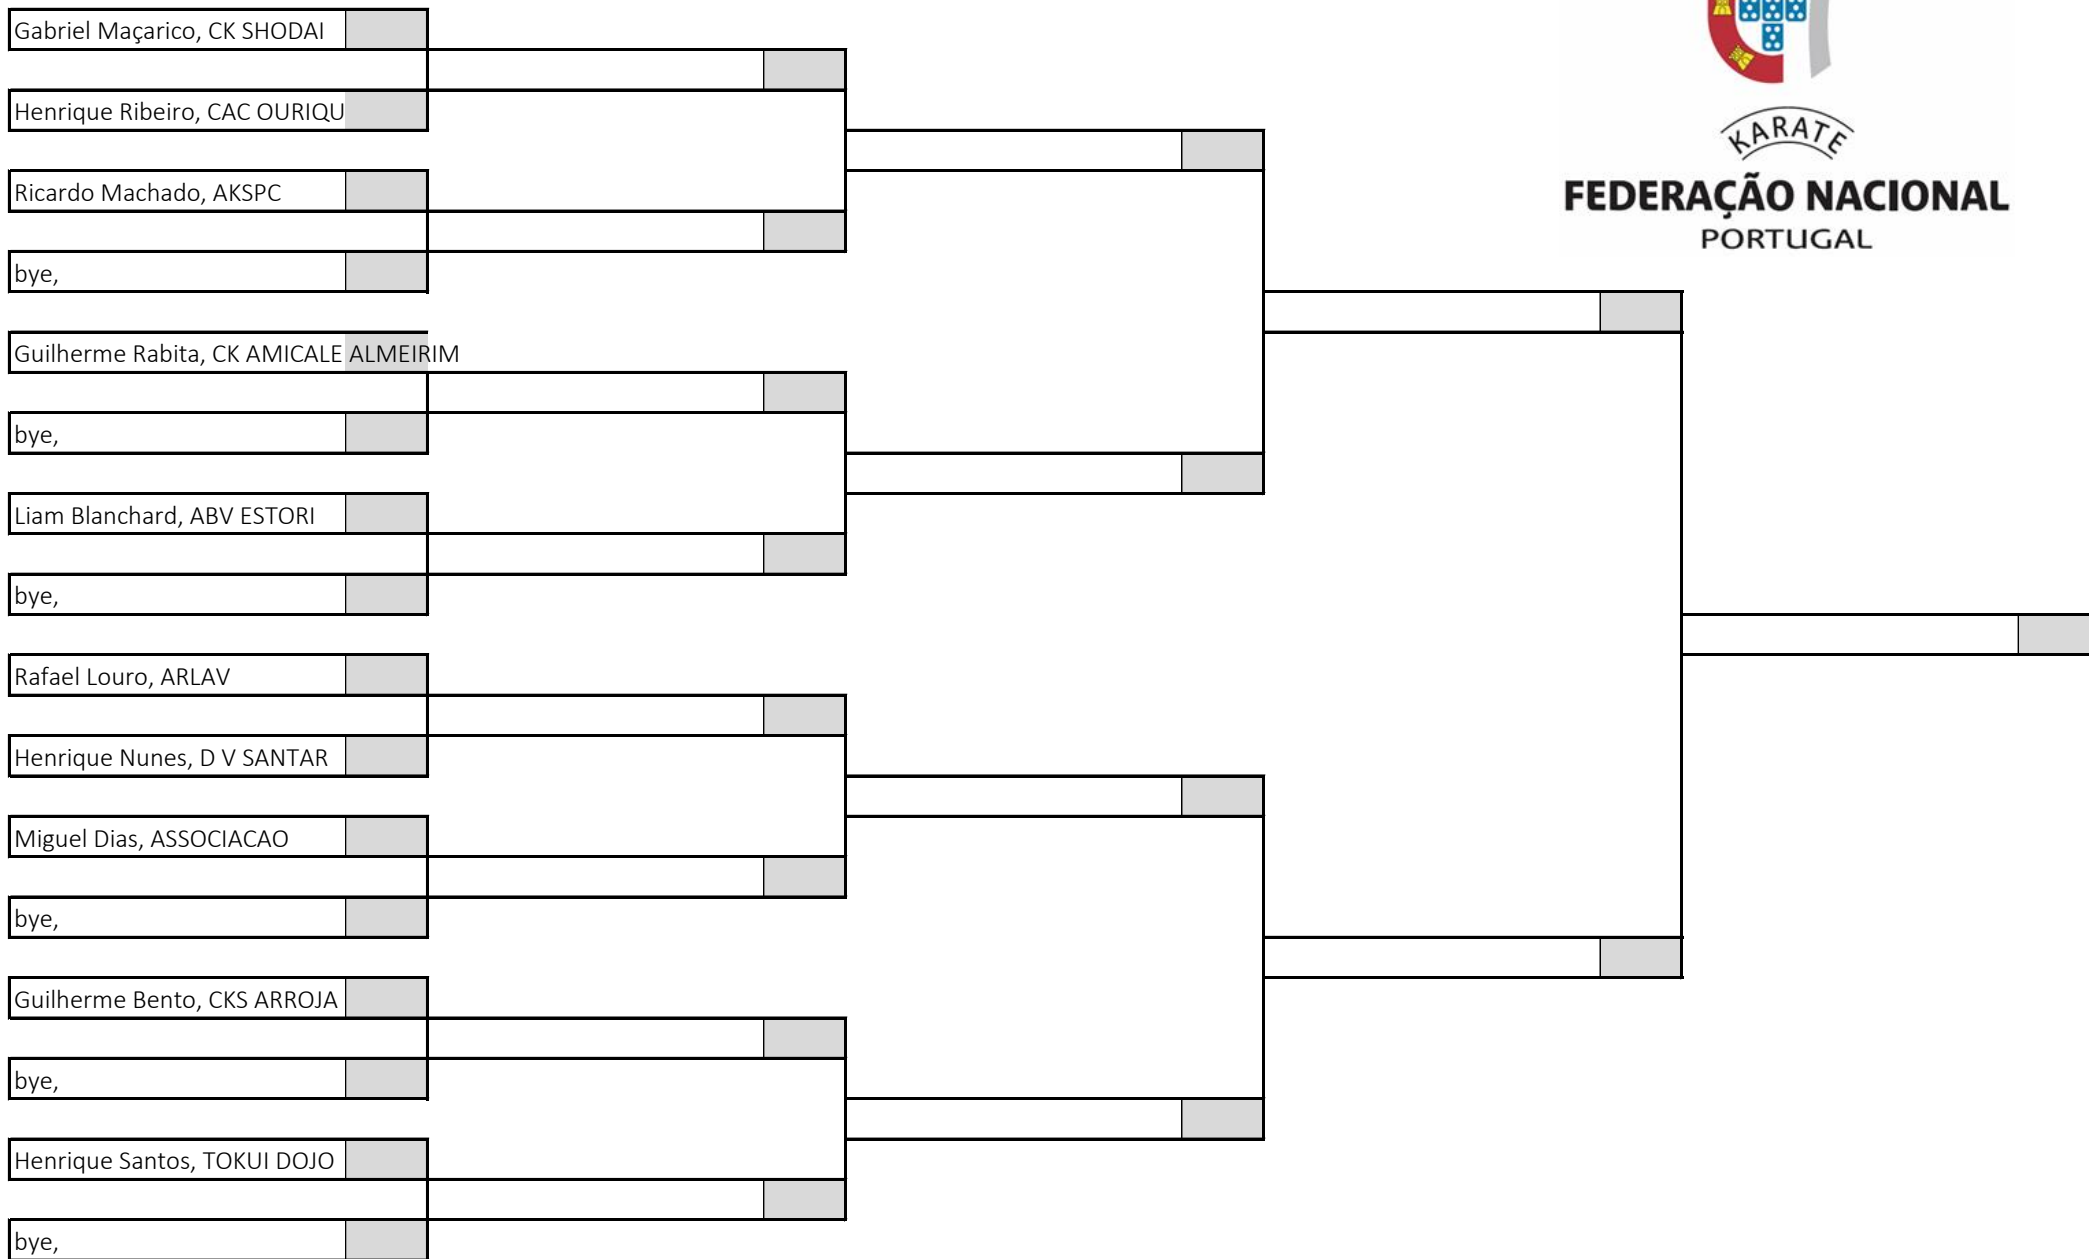 Gabriel Maçarico, CK SHODAI
Henrique Ribeiro, CAC OURIQU
KARATE
Ricardo Machado, AKSPC
FEDERAÇÃO NACIONAL
PORTUGAL
bye,
Guilherme Rabita, CK AMICALE ALMEIRIM
bye,
Liam Blanchard, ABV ESTORI
bye,
Rafael Louro, ARLAV
Henrique Nunes, D V SANTAR
Miguel Dias, ASSOCIACAO
bye,
Guilherme Bento, CKS ARROJA
bye,
Henrique Santos, TOKUI DOJO
bye,